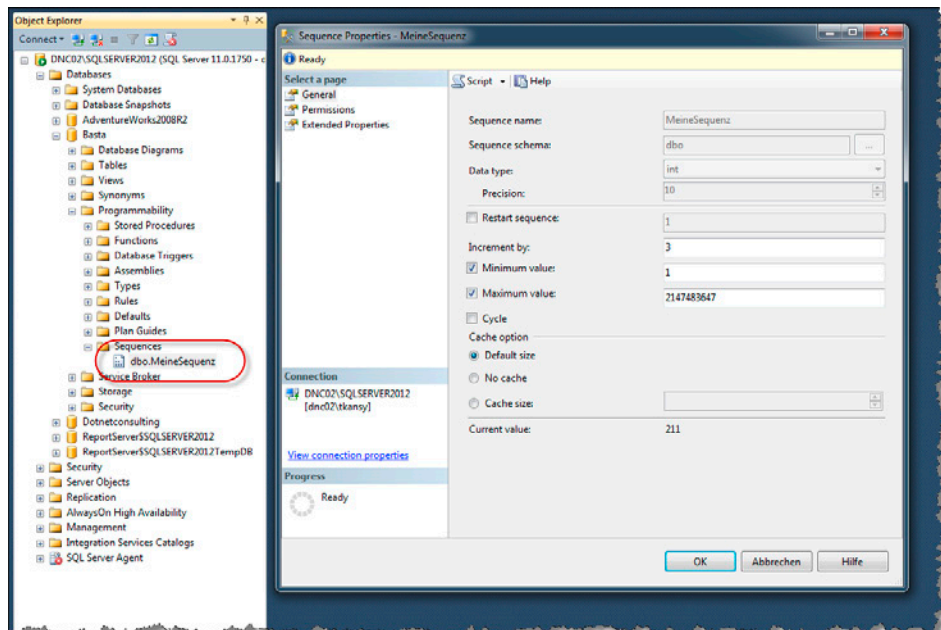 Object Explorer
Connect
DNC02\SQLSERVER2012 (SQL Server 11.0.1750 -
Databases
System Databases
Database Snapshots
AdventureWorks2008R2
Basta
Database Diagrams
Tables
Views
Synonyms
Programmability
Stored Procedures
Functions
Database Triggers
Assemblies
Types
Rules
Defaults
Plan Guides
Sequences
dbo.MeineSequenz
Service Broker
Storage
Security
Dotnetconsulting
ReportServer$SQLSERVER2012
ReportServer$SQLSERVER2012TempDB
Security
Server Objects
Replication
AlwaysOn High Availability
Management
Integration Services Catalogs
SQL Server Agent
Sequence Properties - MeineSequenz
Ready
Select a page
General
Permissions
Extended Properties
Connection
DNC02\SQLSERVER2012
[dnc02\tkansy]
View connection properties
Progress
Ready
Script Help
Sequence name: MeineSequenz
Sequence schema: dbo ...
Data type: int
Precision: 10
Restart sequence: 1
Increment by: 3
Minimum value: 1
Maximum value: 2147483647
Cycle
Cache option
Default size
No cache
Cache size:
Current value: 211
OK Abbrechen Hilfe